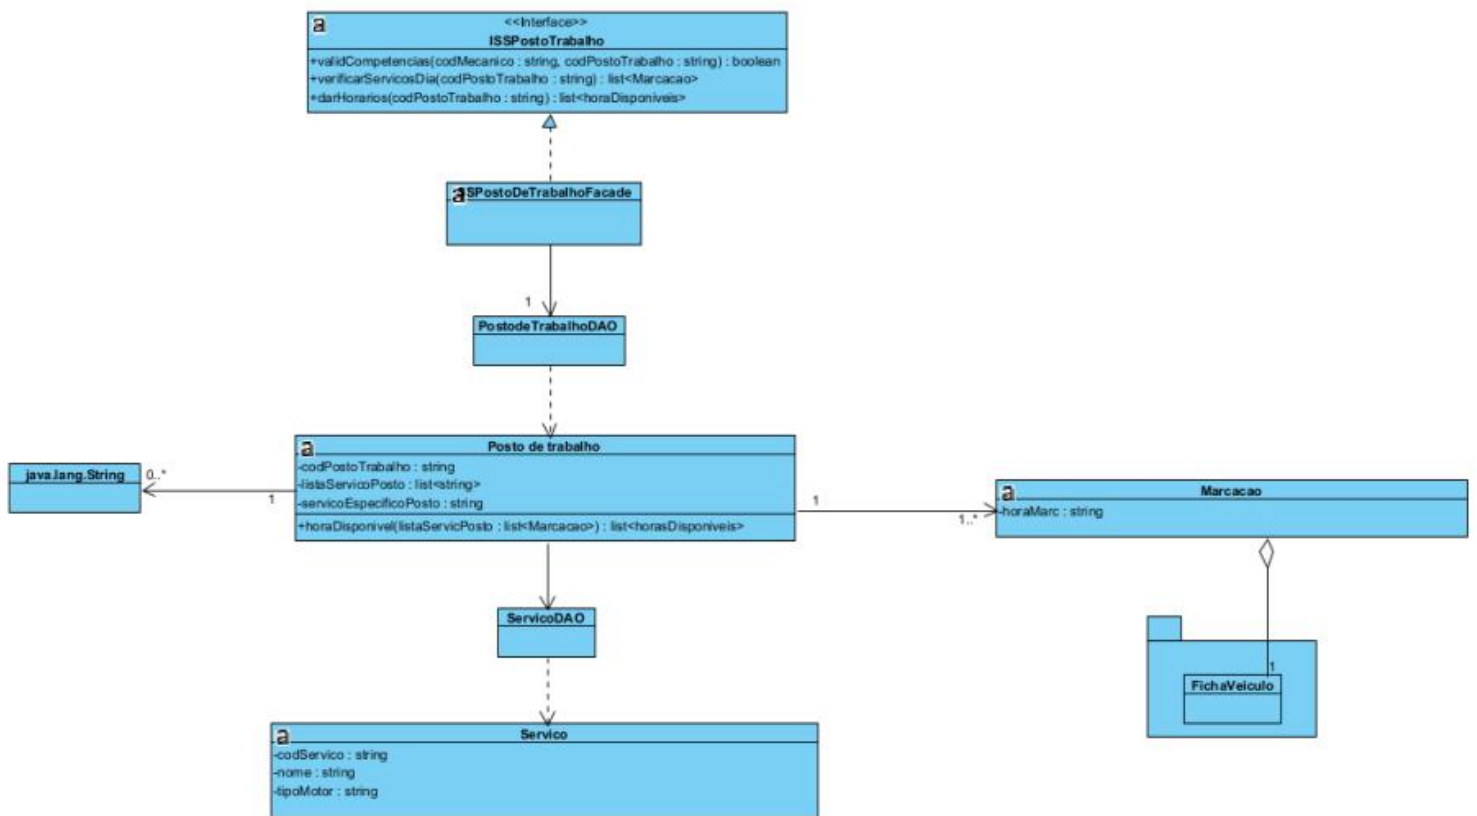 a
<<Interface>>
ISSPostoTrabalho
+validCompetencias(codMecanico : string, codPostoTrabalho : string) : boolean
+verificarServicosDia(codPostoTrabalho : string) : list<Marcacao>
+darHorarios(codPostoTrabalho : string) : list<horaDisponiveis>
a
SPostoDeTrabalhoFacade
1
PostodeTrabalhoDAO
a
Posto de trabalho
-codPostoTrabalho : string
-listaServicoPosto : list<string>
-servicoEspecificoPosto : string
+horaDisponivel(listaServicPosto : list<Marcacao>) : list<horasDisponiveis>
java.lang.String
0..*
1
1
1..*
a
Marcacao
-horaMarc : string
ServicoDAO
1
FichaVeiculo
a
Servico
-codServico : string
-nome : string
-tipoMotor : string